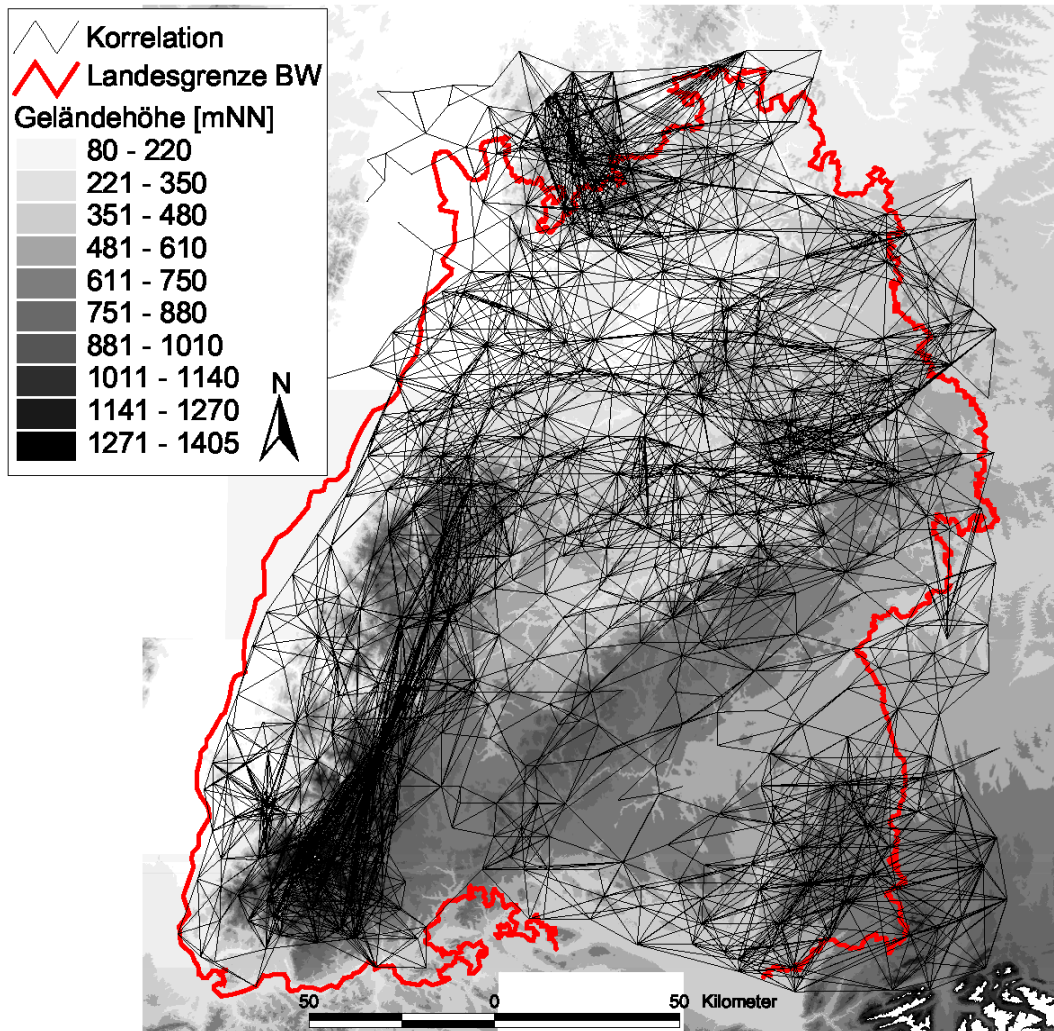 Korrelation
Landesgrenze BW
Geländehöhe [mNN]
80 - 220
221 - 350
351 - 480
481 - 610
611 - 750
751 - 880
881 - 1010
1011 - 1140
1141 - 1270
1271 - 1405
N
50 0 50 Kilometer